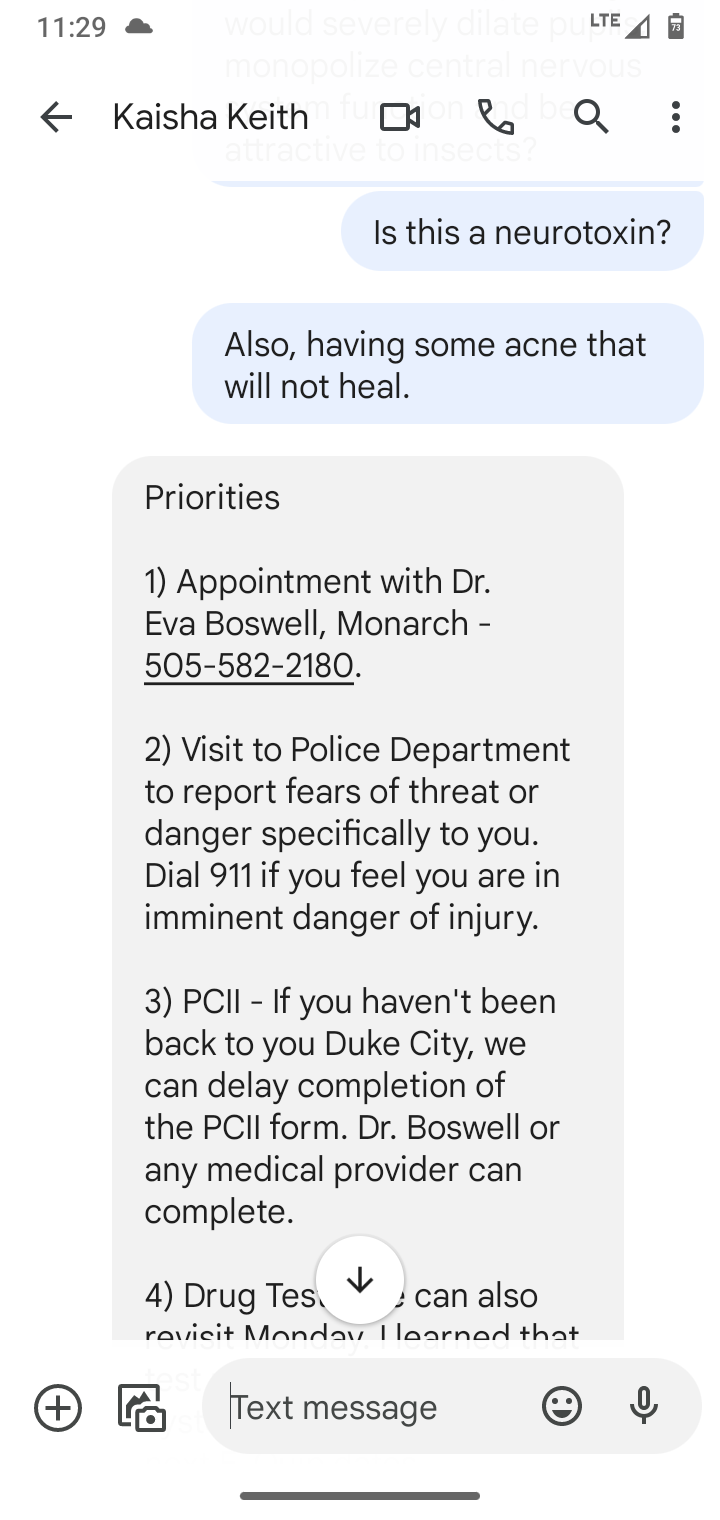 11:29
LTE
73
would severely dilate pupils
monopolize central nervous
Kaisha Keith
system function and be
attractive to insects?
Is this a neurotoxin?
Also, having some acne that
will not heal.
Priorities
1) Appointment with Dr.
Eva Boswell, Monarch -
505-582-2180.
2) Visit to Police Department
to report fears of threat or
danger specifically to you.
Dial 911 if you feel you are in
imminent danger of injury.
3) PCII - If you haven't been
back to you Duke City, we
can delay completion of
the PCII form. Dr. Boswell or
any medical provider can
complete.
4) Drug Test can also
revisit Monday. I learned that
test
Text message